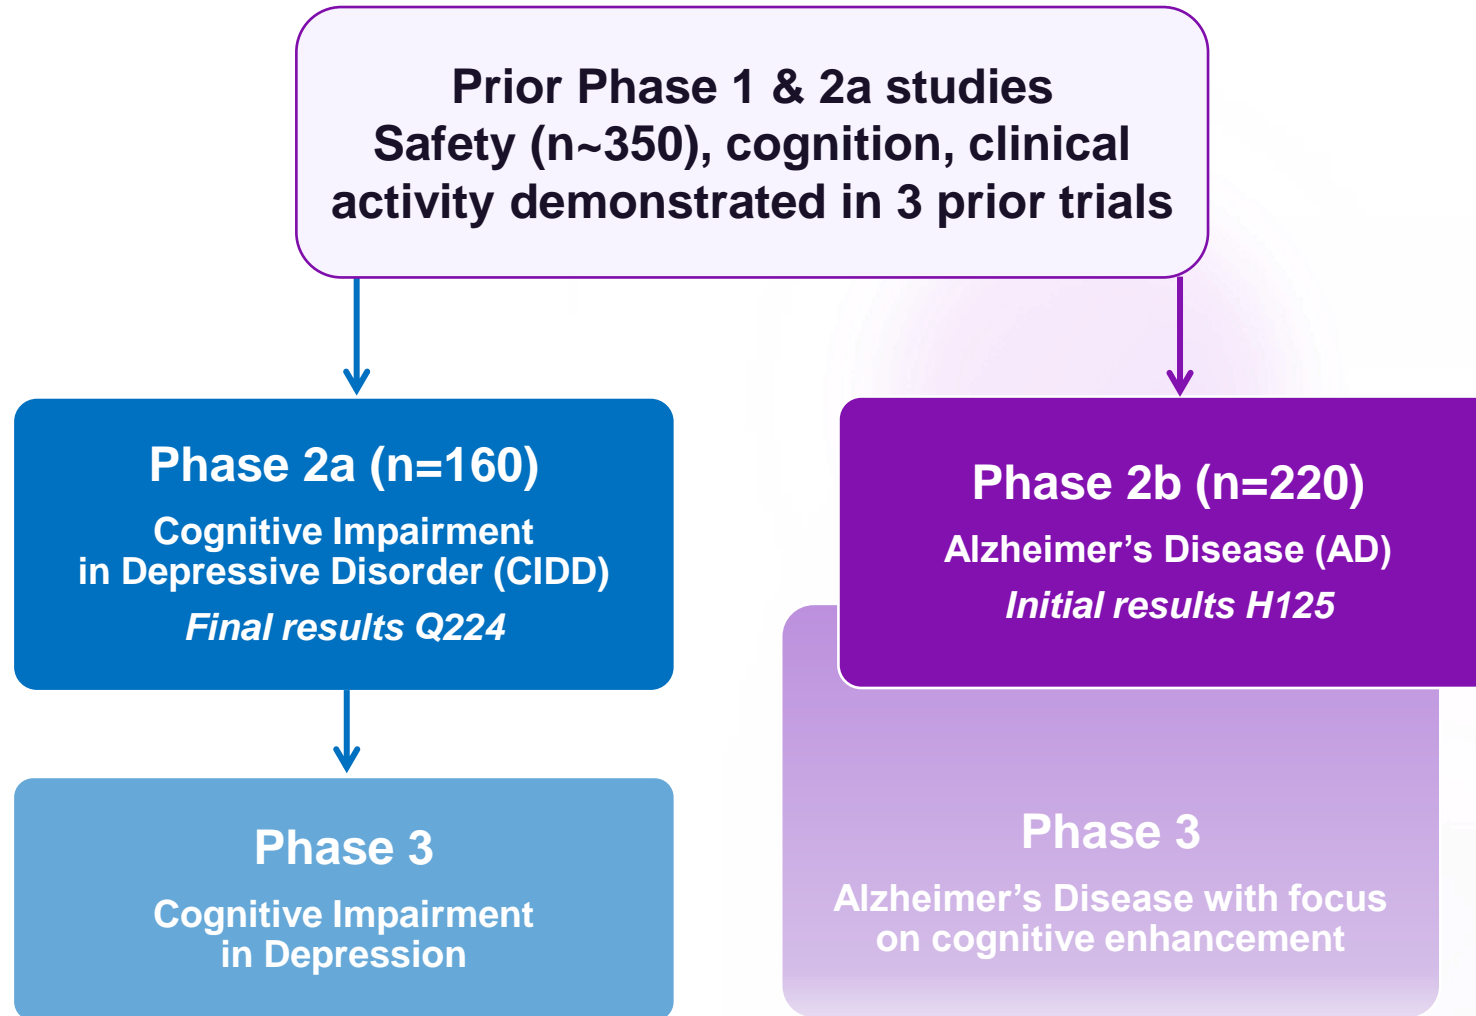 Prior Phase 1 & 2a studies
Safety (n~350), cognition, clinical
activity demonstrated in 3 prior trials
Phase 2a (n=160)
Cognitive Impairment
in Depressive Disorder (CIDD)
Final results Q224
Phase 2b (n=220)
Alzheimer’s Disease (AD)
Initial results H125
Phase 3
Cognitive Impairment
in Depression
Phase 3
Alzheimer’s Disease with focus
on cognitive enhancement